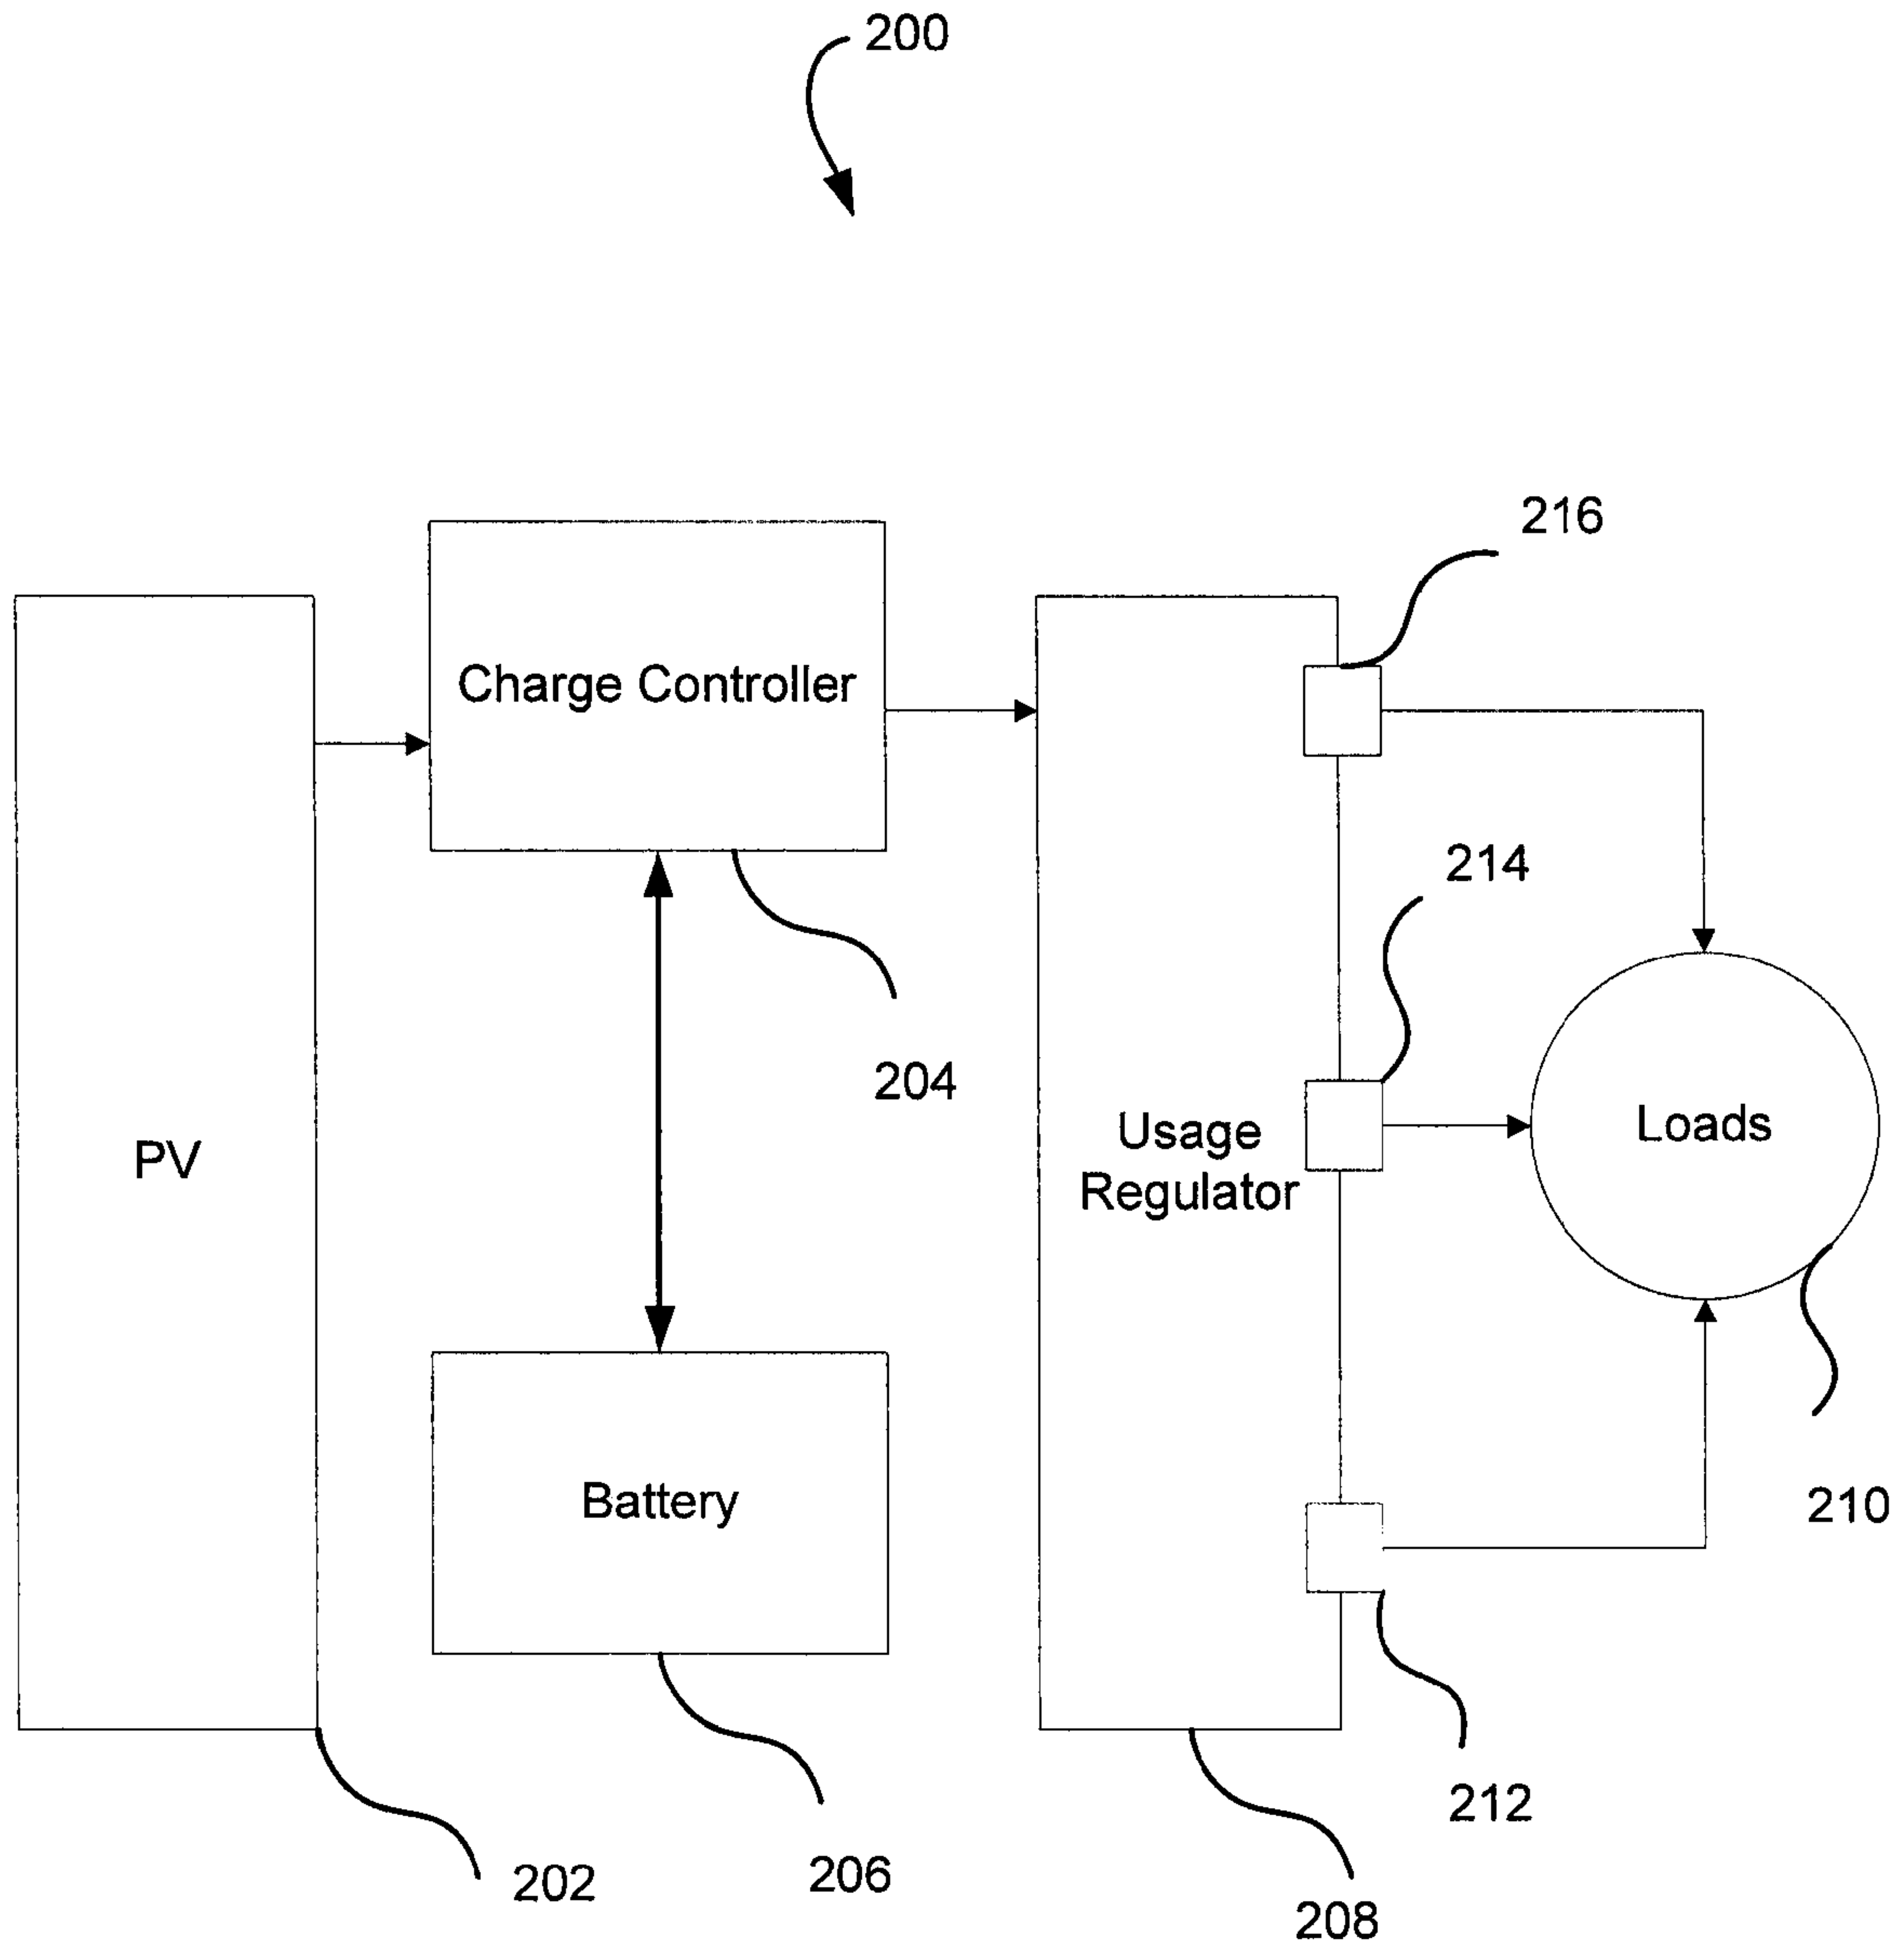 200
216
Charge Controller
214
204
Usage
Regulator
Loads
PV
Battery
210
212
206
202
208